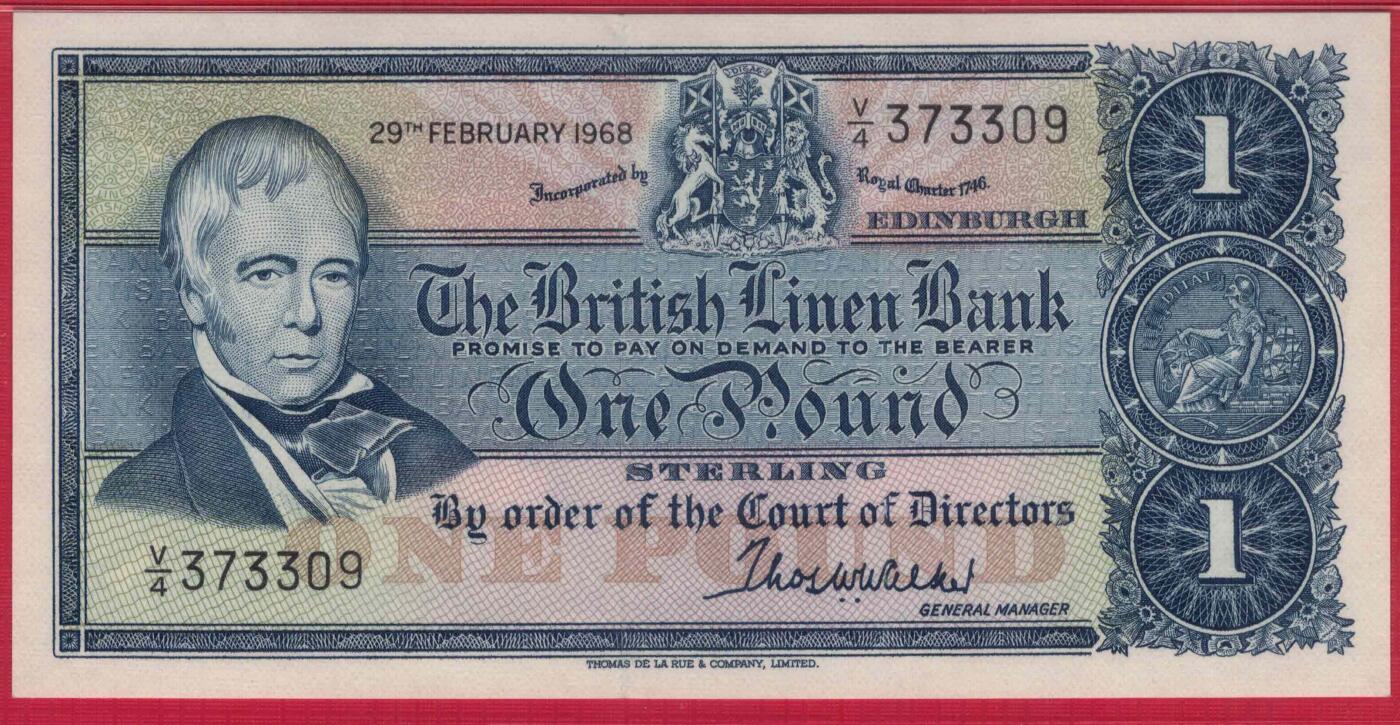 29TH FEBRUARY 1968
V/4 373309
Incorporated by Royal Charter 1746.
EDINBURGH
1
The British Linen Bank
PROMISE TO PAY ON DEMAND TO THE BEARER
One Pound
STERLING
By order of the Court of Directors
ONE POUND
V/4 373309
Thos W Walker
GENERAL MANAGER
1
THOMAS DE LA RUE & COMPANY, LIMITED.